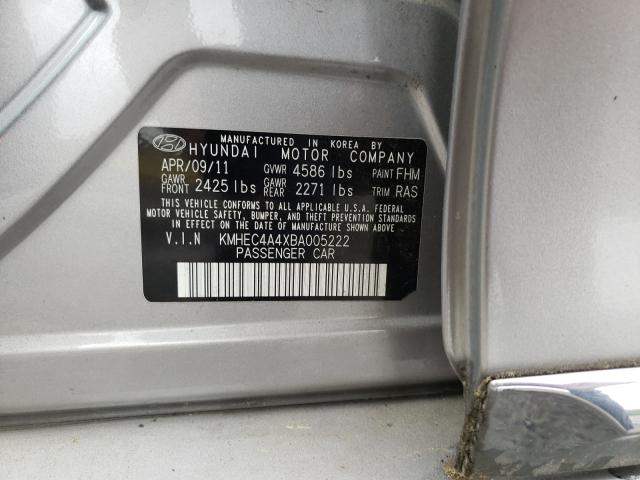 MANUFACTURED IN KOREA BY
HYUNDAI MOTOR COMPANY
APR/09/11 GVWR 4586 lbs PAINT FHM
GAWR FRONT 2425 lbs GAWR REAR 2271 lbs TRIM RAS
THIS VEHICLE CONFORMS TO ALL APPLICABLE U.S.A. FEDERAL
MOTOR VEHICLE SAFETY, BUMPER, AND THEFT PREVENTION STANDARDS
IN EFFECT ON THE DATE OF MANUFACTURE SHOWN ABOVE.
V.I.N KMHEC4A4XBA005222
PASSENGER CAR